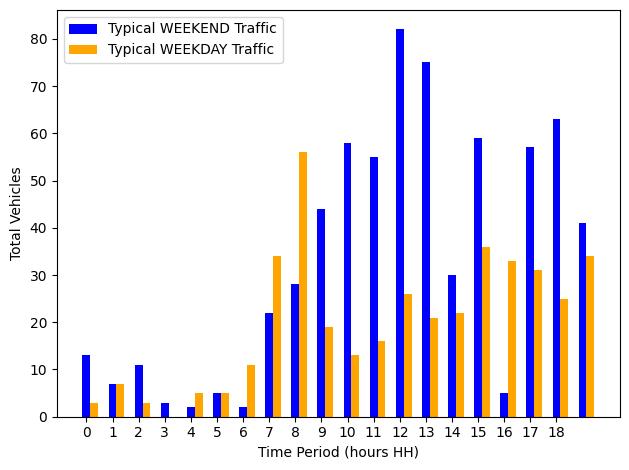 Typical WEEKEND Traffic
Typical WEEKDAY Traffic
Total Vehicles
80
70
60
50
40
30
20
10
0
0 1 2 3 4 5 6 7 8 9 10 11 12 13 14 15 16 17 18
Time Period (hours HH)